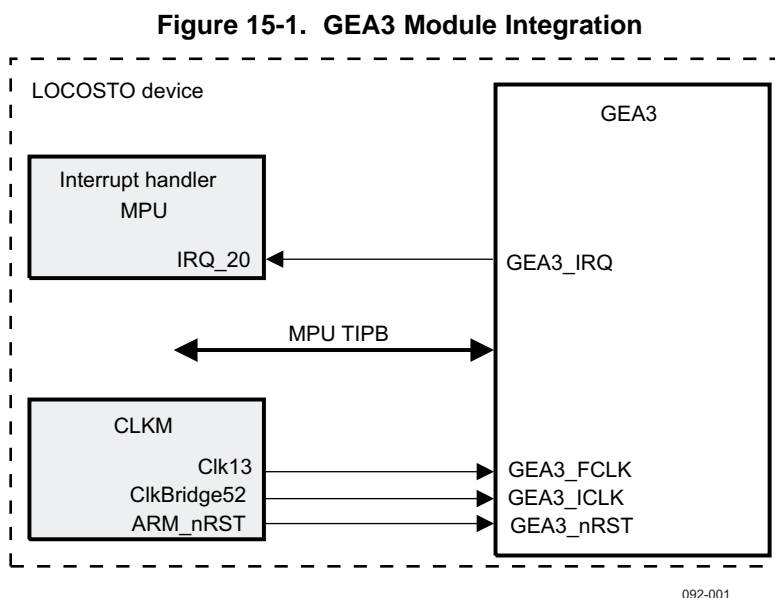 Figure 15-1. GEA3 Module Integration
LOCOSTO device
GEA3
Interrupt handler
MPU
IRQ_20
GEA3_IRQ
MPU TIPB
CLKM
Clk13
GEA3_FCLK
ClkBridge52
GEA3_ICLK
ARM_nRST
GEA3_nRST
092-001